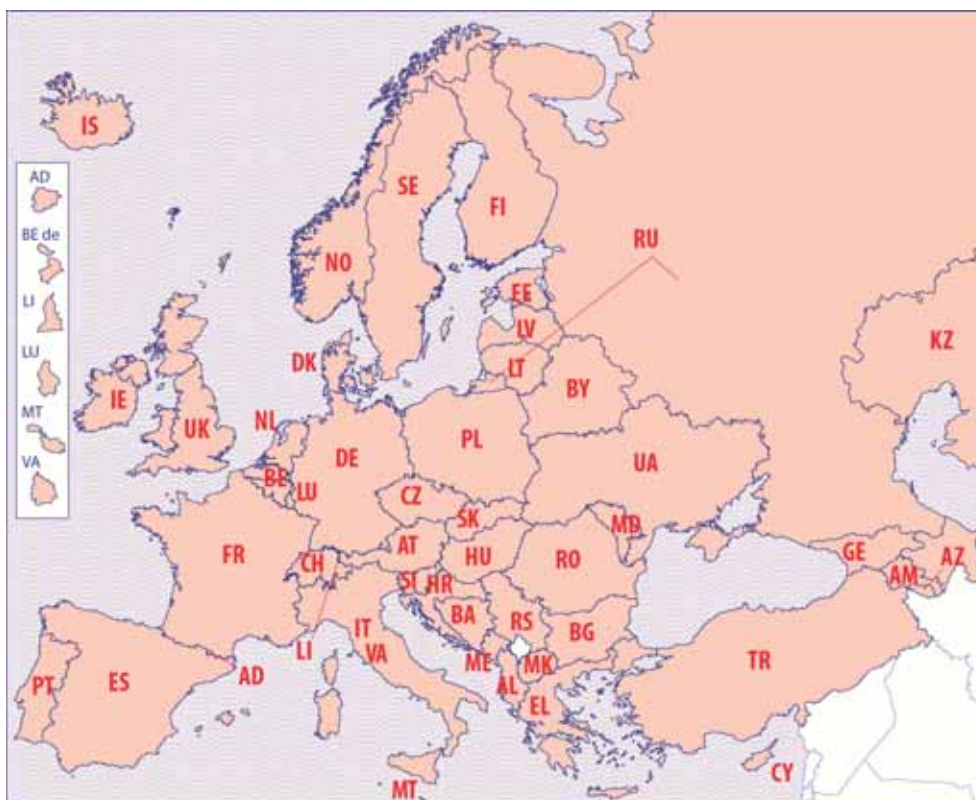 IS
AD
BE de
LI
LU
MT
VA
SE
FI
NO
RU
EE
LV
LT
DK
BY
KZ
IE
UK
NL
BE
LU
DE
PL
UA
CZ
SK
MD
FR
CH
AT
HU
RO
GE
AM
AZ
SI
HR
BA
RS
BG
IT
VA
LI
ME
MK
AL
EL
TR
PT
ES
AD
MT
CY